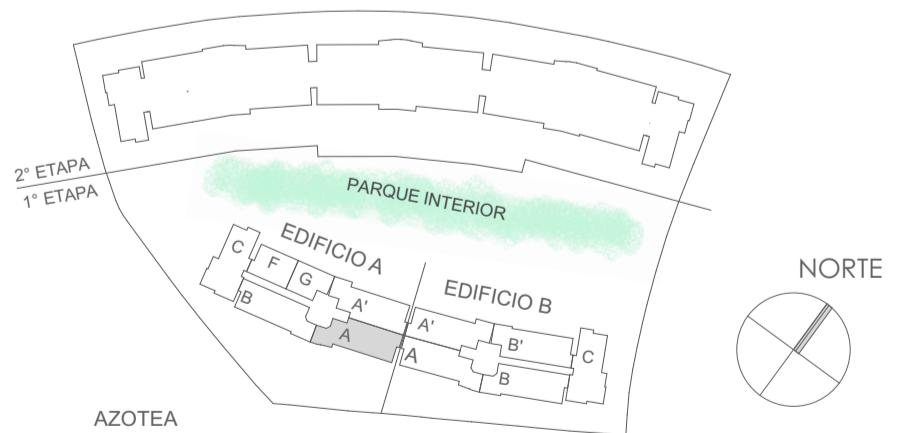 2° ETAPA
1° ETAPA
PARQUE INTERIOR
NORTE
EDIFICIO A
C
F
G
B
A'
A
EDIFICIO B
A'
B'
C
A
B
AZOTEA